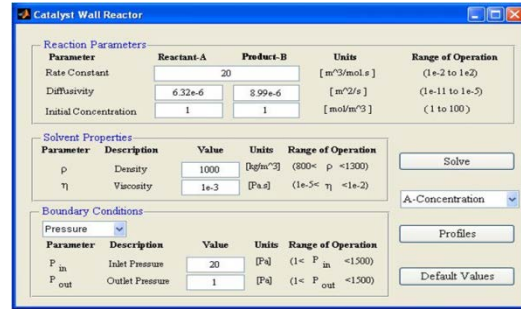 Catalyst Wall Reactor
Reaction Parameters
Parameter Reactant-A Product-B Units Range of Operation
Rate Constant 20 [m^3/mol.s] (1e-2 to 1e2)
Diffusivity 6.32e-6 8.99e-6 [m^2/s] (1e-11 to 1e-5)
Initial Concentration 1 1 [mol/m^3] (1 to 100)
Solvent Properties
Parameter Description Value Units Range of Operation
ρ Density 1000 [kg/m^3] (800< ρ <1300)
η Viscosity 1e-3 [Pa.s] (1e-5< η <1e-2)
Boundary Conditions
Pressure
Parameter Description Value Units Range of Operation
P in Inlet Pressure 20 [Pa] (1< P in <1500)
P out Outlet Pressure 1 [Pa] (1< P out <1500)
Solve
A-Concentration
Profiles
Default Values